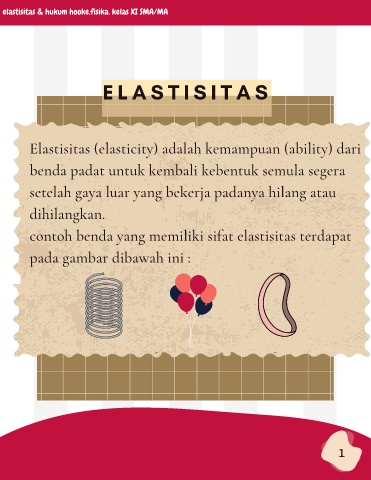 elastisitas & hukum hooke.fisika. kelas XI SMA/MA
ELASTISITAS
Elastisitas (elasticity) adalah kemampuan (ability) dari
benda padat untuk kembali kebentuk semula segera
setelah gaya luar yang bekerja padanya hilang atau
dihilangkan.
contoh benda yang memiliki sifat elastisitas terdapat
pada gambar dibawah ini :
1